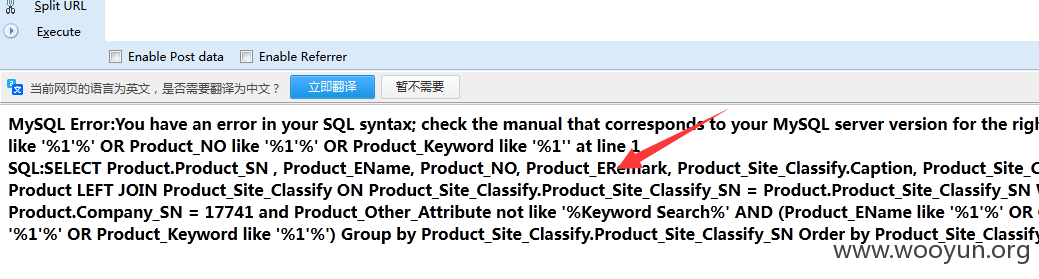 Split URL
Execute
Enable Post data Enable Referrer
当前网页的语言为英文，是否需要翻译为中文？ 立即翻译 暂不需要
MySQL Error:You have an error in your SQL syntax; check the manual that corresponds to your MySQL server version for the righ
like '%1'%' OR Product_NO like '%1'%' OR Product_Keyword like '%1'' at line 1
SQL:SELECT Product.Product_SN , Product_EName, Product_NO, Product_ERemark, Product_Site_Classify.Caption, Product_Site_C
Product LEFT JOIN Product_Site_Classify ON Product_Site_Classify.Product_Site_Classify_SN = Product.Product_Site_Classify_SN W
Product.Company_SN = 17741 and Product_Other_Attribute not like '%Keyword Search%' AND (Product_EName like '%1'%' OR
'%1'%' OR Product_Keyword like '%1'%') Group by Product_Site_Classify.Product_Site_Classify_SN Order by Product_Site_Classify
www.wooyun.org